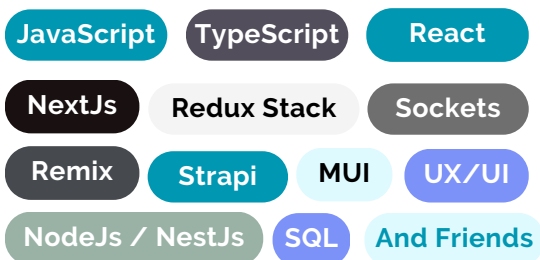 JavaScript TypeScript React
NextJs Redux Stack Sockets
Remix Strapi MUI UX/UI
NodeJs / NestJs SQL And Friends